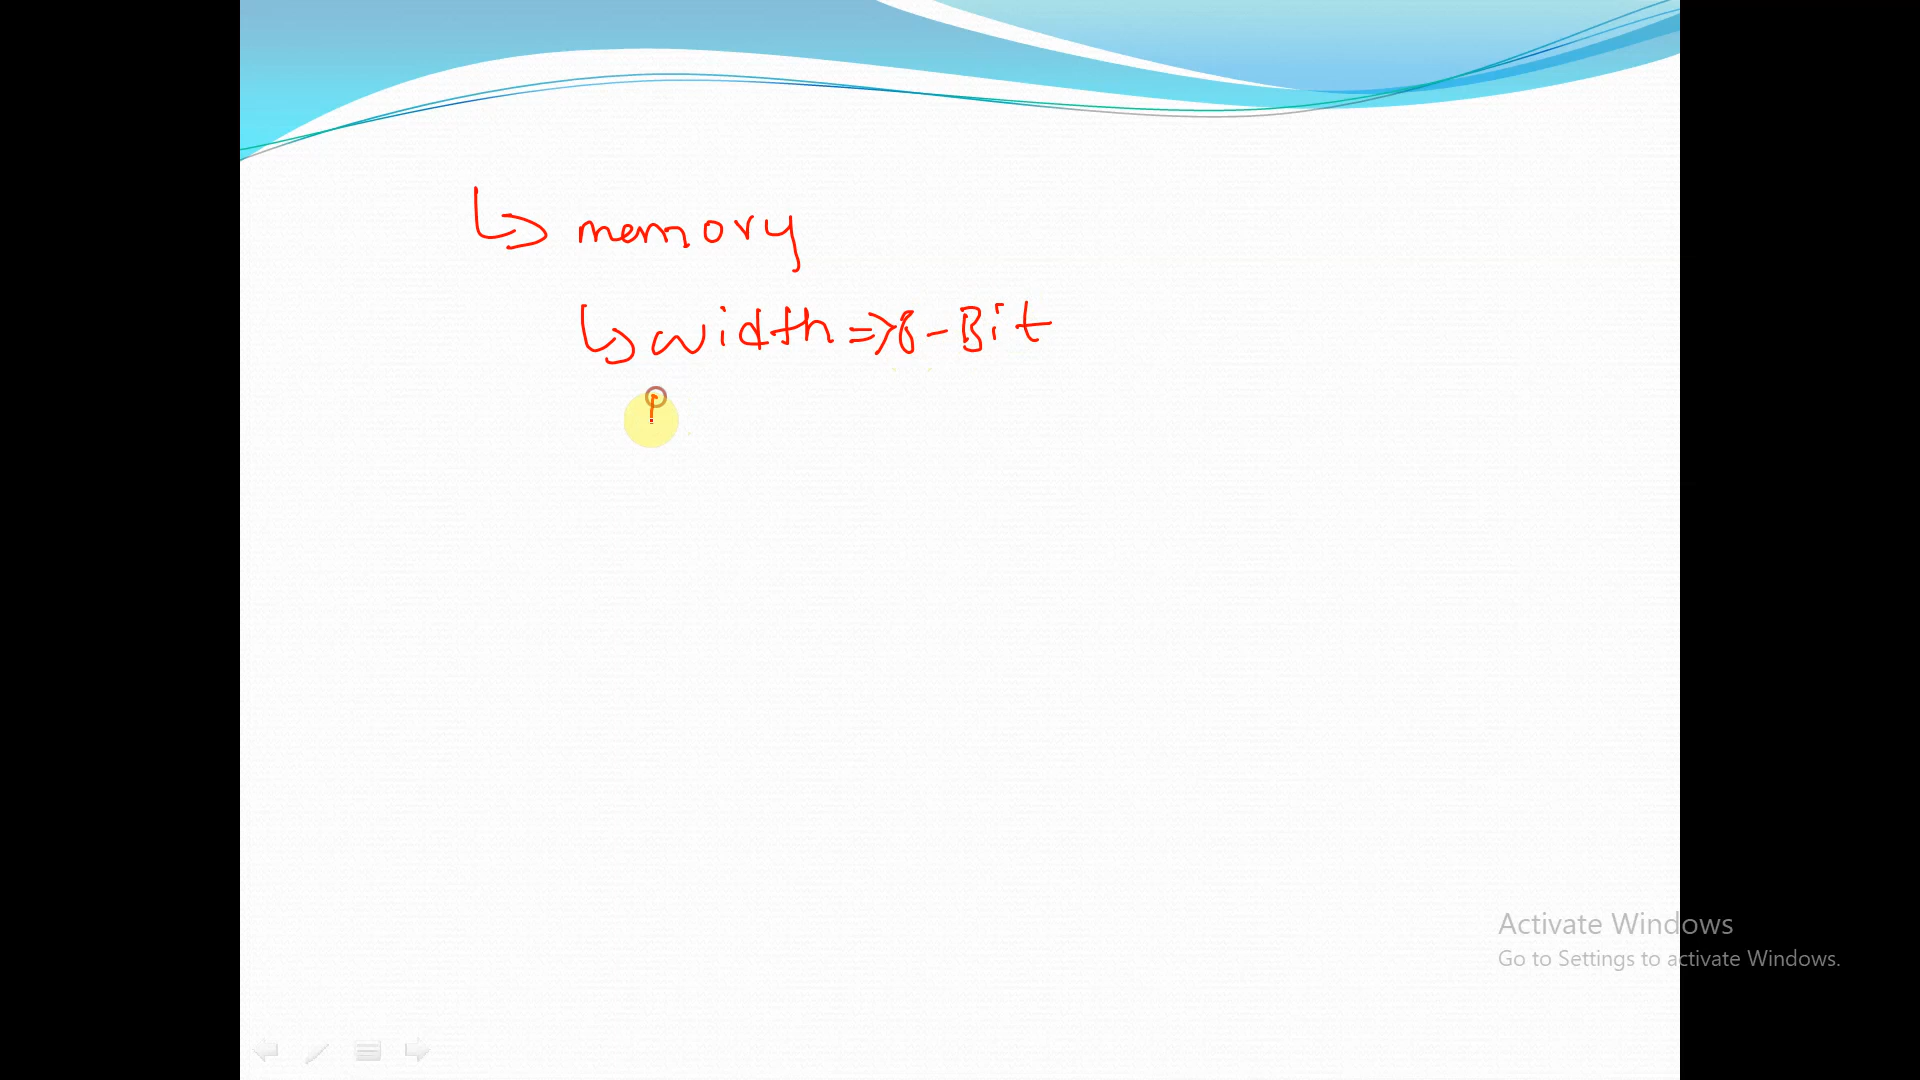 ↳ memory
↳ width => 8-Bit
Activate Windows
Go to Settings to activate Windows.